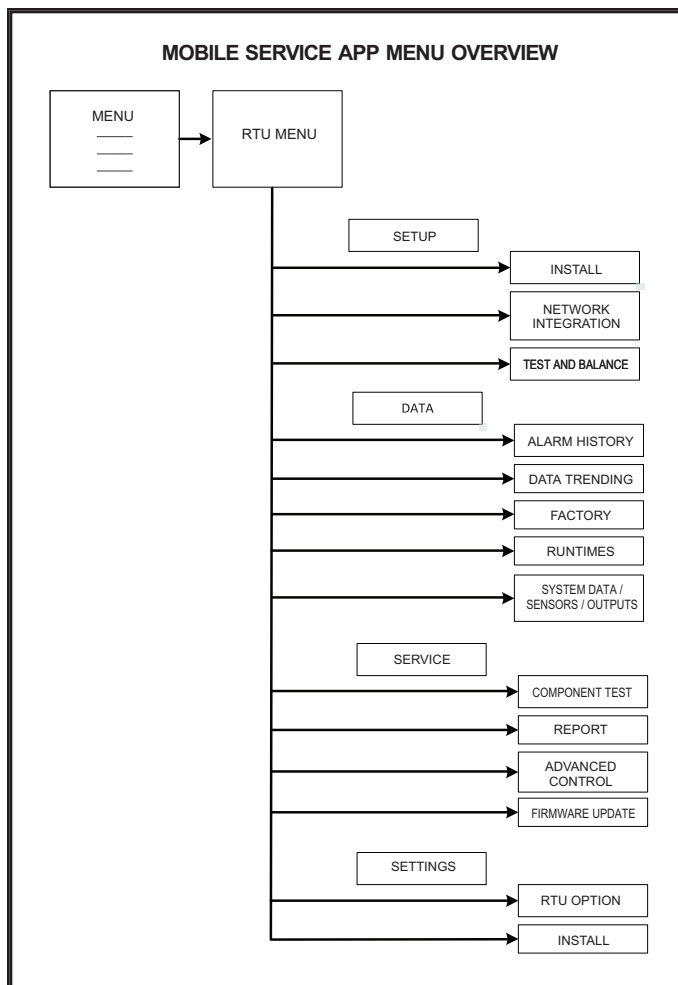 MOBILE SERVICE APP MENU OVERVIEW
MENU
RTU MENU
SETUP
INSTALL
NETWORK
INTEGRATION
TEST AND BALANCE
DATA
ALARM HISTORY
DATA TRENDING
FACTORY
RUNTIMES
SYSTEM DATA /
SENSORS / OUTPUTS
SERVICE
COMPONENT TEST
REPORT
ADVANCED
CONTROL
FIRMWARE UPDATE
SETTINGS
RTU OPTION
INSTALL